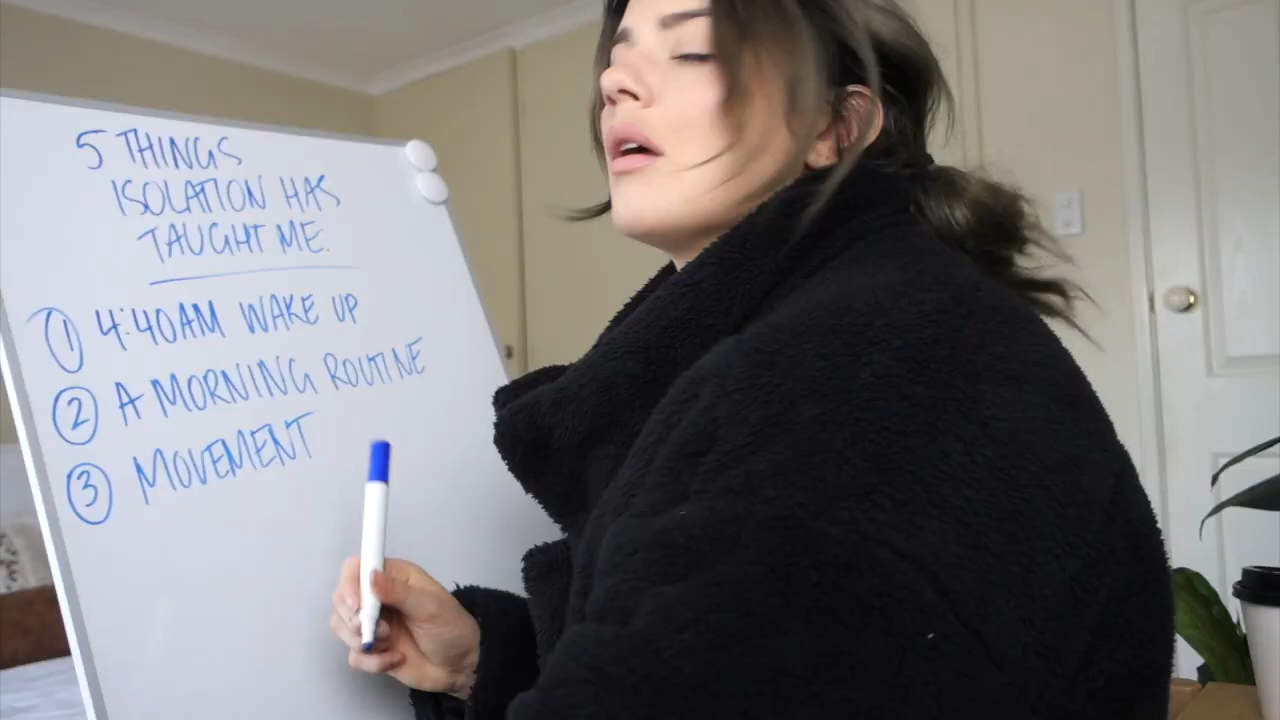 5 THINGS
ISOLATION HAS
TAUGHT ME.
① 4:40AM WAKE UP
② A MORNING ROUTINE
③ MOVEMENT